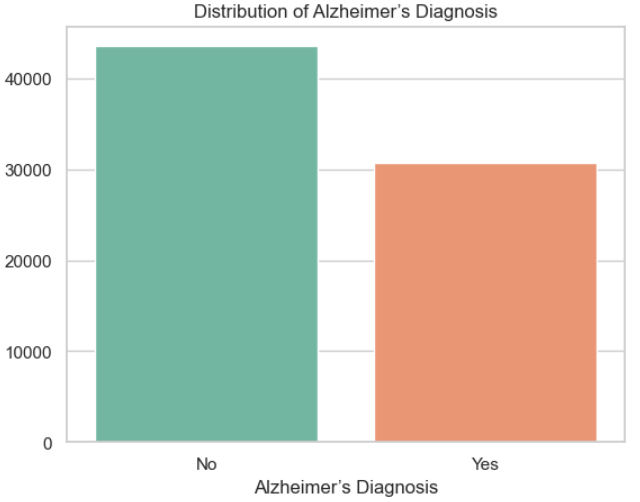 Distribution of Alzheimer’s Diagnosis
40000
30000
20000
10000
0
No Yes
Alzheimer’s Diagnosis